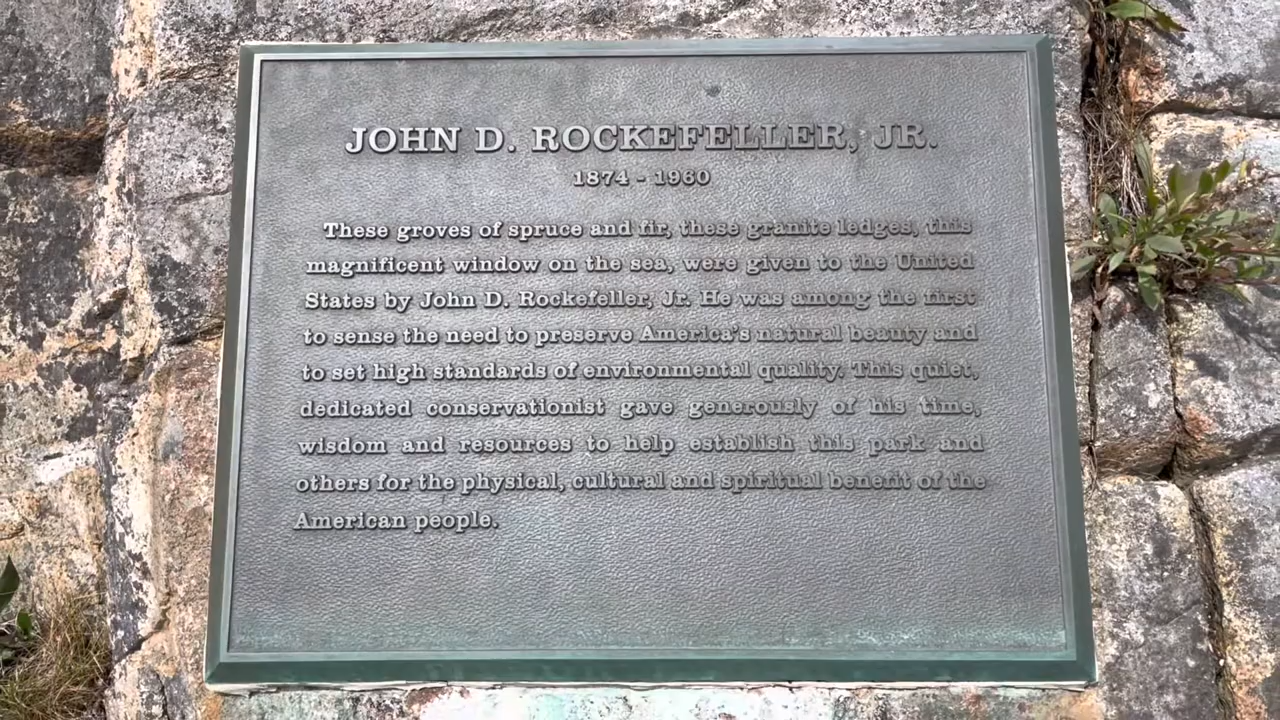 JOHN D. ROCKEFELLER, JR.
1874 - 1960
These groves of spruce and fir, these granite ledges, this
magnificent window on the sea, were given to the United
States by John D. Rockefeller, Jr. He was among the first
to sense the need to preserve America's natural beauty and
to set high standards of environmental quality. This quiet,
dedicated conservationist gave generously of his time,
wisdom and resources to help establish this park and
others for the physical, cultural and spiritual benefit of the
American people.